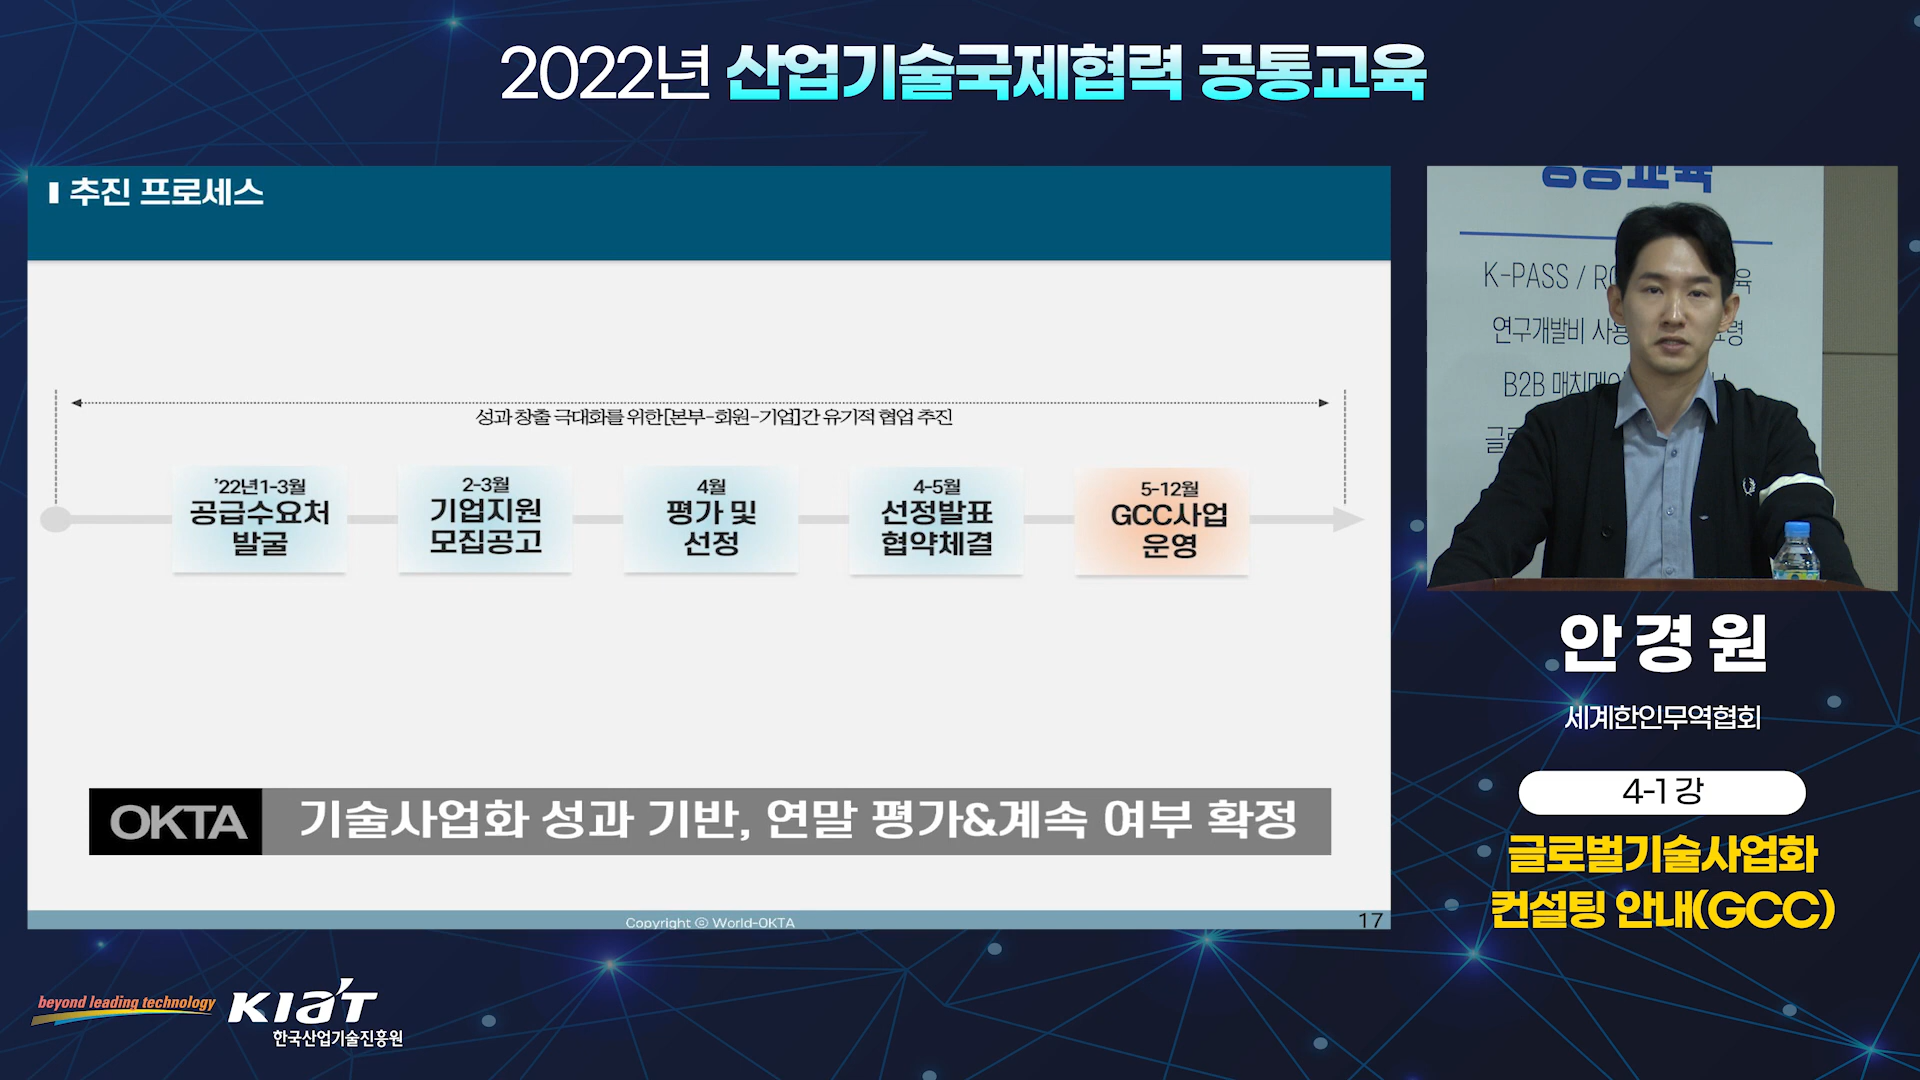 2022년 산업기술국제협력 공통교육
추진 프로세스
성과 창출 극대화를 위한[본부-회원-기업]간 유기적 협업 추진
'22년 1-3월
공급수요처
발굴
2-3월
기업지원
모집공고
4월
평가 및
선정
4-5월
선정발표
협약체결
5-12월
GCC사업
운영
OKTA 기술사업화 성과 기반, 연말 평가&계속 여부 확정
Copyright ⓒ World-OKTA
17
공통교육
K-PASS /
연구개발비
B2B
안경원
세계한인무역협회
4-1강
글로벌기술사업화
컨설팅 안내(GCC)
beyond leading technology
KIAT
한국산업기술진흥원